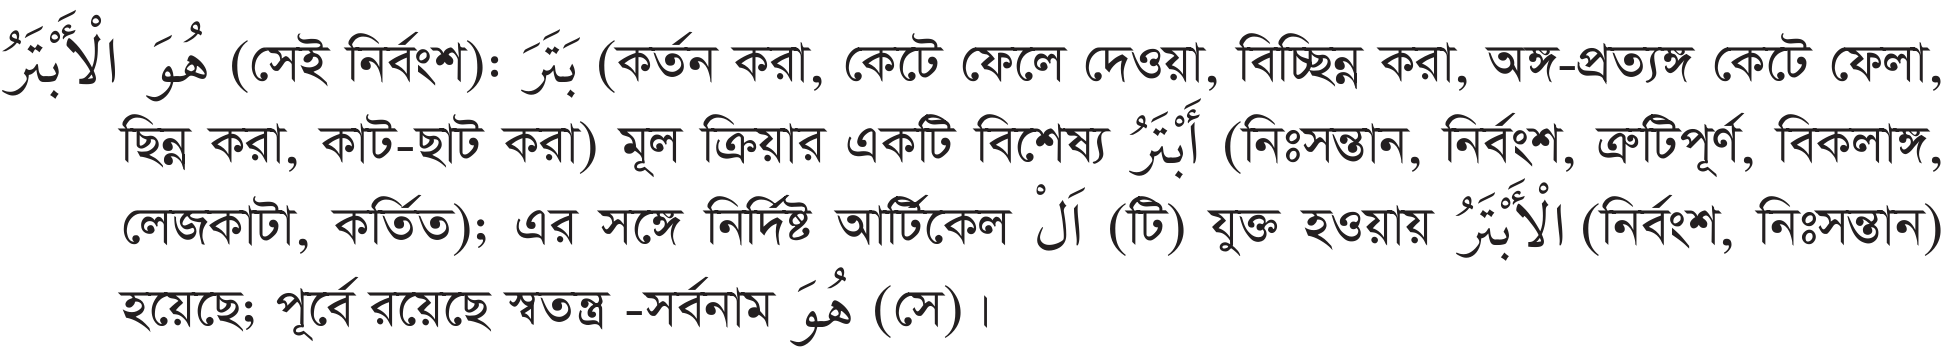 هُوَ الْأَبْتَرُ (সেই নির্বংশ): بَتَرَ (কর্তন করা, কেটে ফেলে দেওয়া, বিচ্ছিন্ন করা, অঙ্গ-প্রত্যঙ্গ কেটে ফেলা,
ছিন্ন করা, কাট-ছাট করা) মূল ক্রিয়ার একটি বিশেষ্য أَبْتَرُ (নিঃসন্তান, নির্বংশ, ত্রুটিপূর্ণ, বিকলাঙ্গ,
লেজকাটা, কর্তিত); এর সঙ্গে নির্দিষ্ট আর্টিকেল اَلْ (টি) যুক্ত হওয়ায় الْأَبْتَرُ (নির্বংশ, নিঃসন্তান)
হয়েছে; পূর্বে রয়েছে স্বতন্ত্র -সর্বনাম هُوَ (সে)।